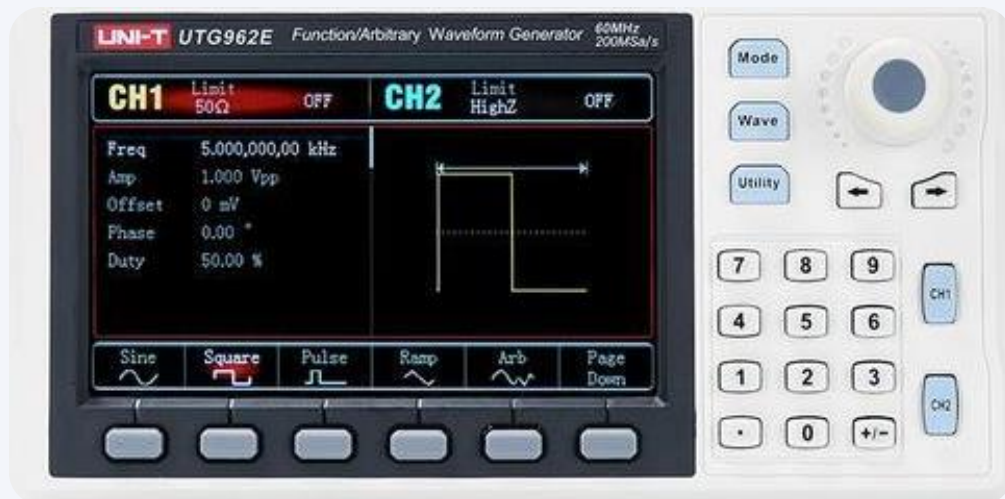 UNI-T UTG962E Function/Arbitrary Waveform Generator 60MHz 200MSa/s
CH1 Limit 50Ω OFF CH2 Limit HighZ OFF
Freq 5.000,000,00 kHz
Amp 1.000 Vpp
Offset 0 mV
Phase 0.00 °
Duty 50.00 %
Sine Square Pulse Ramp Arb Page Down
Mode
Wave
Utility
7 8 9
CH1
4 5 6
1 2 3
CH2
. 0 +/-